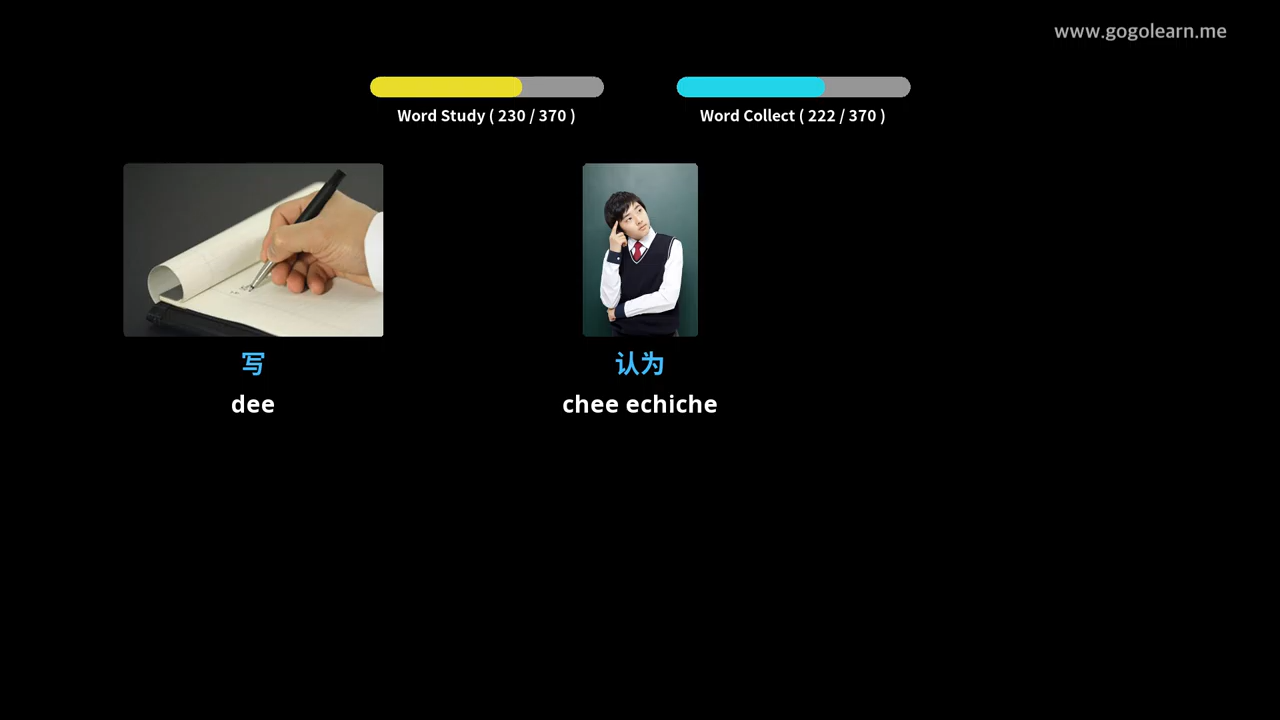 www.gogolearn.me
Word Study ( 230 / 370 )
Word Collect ( 222 / 370 )
写
认为
dee
chee echiche